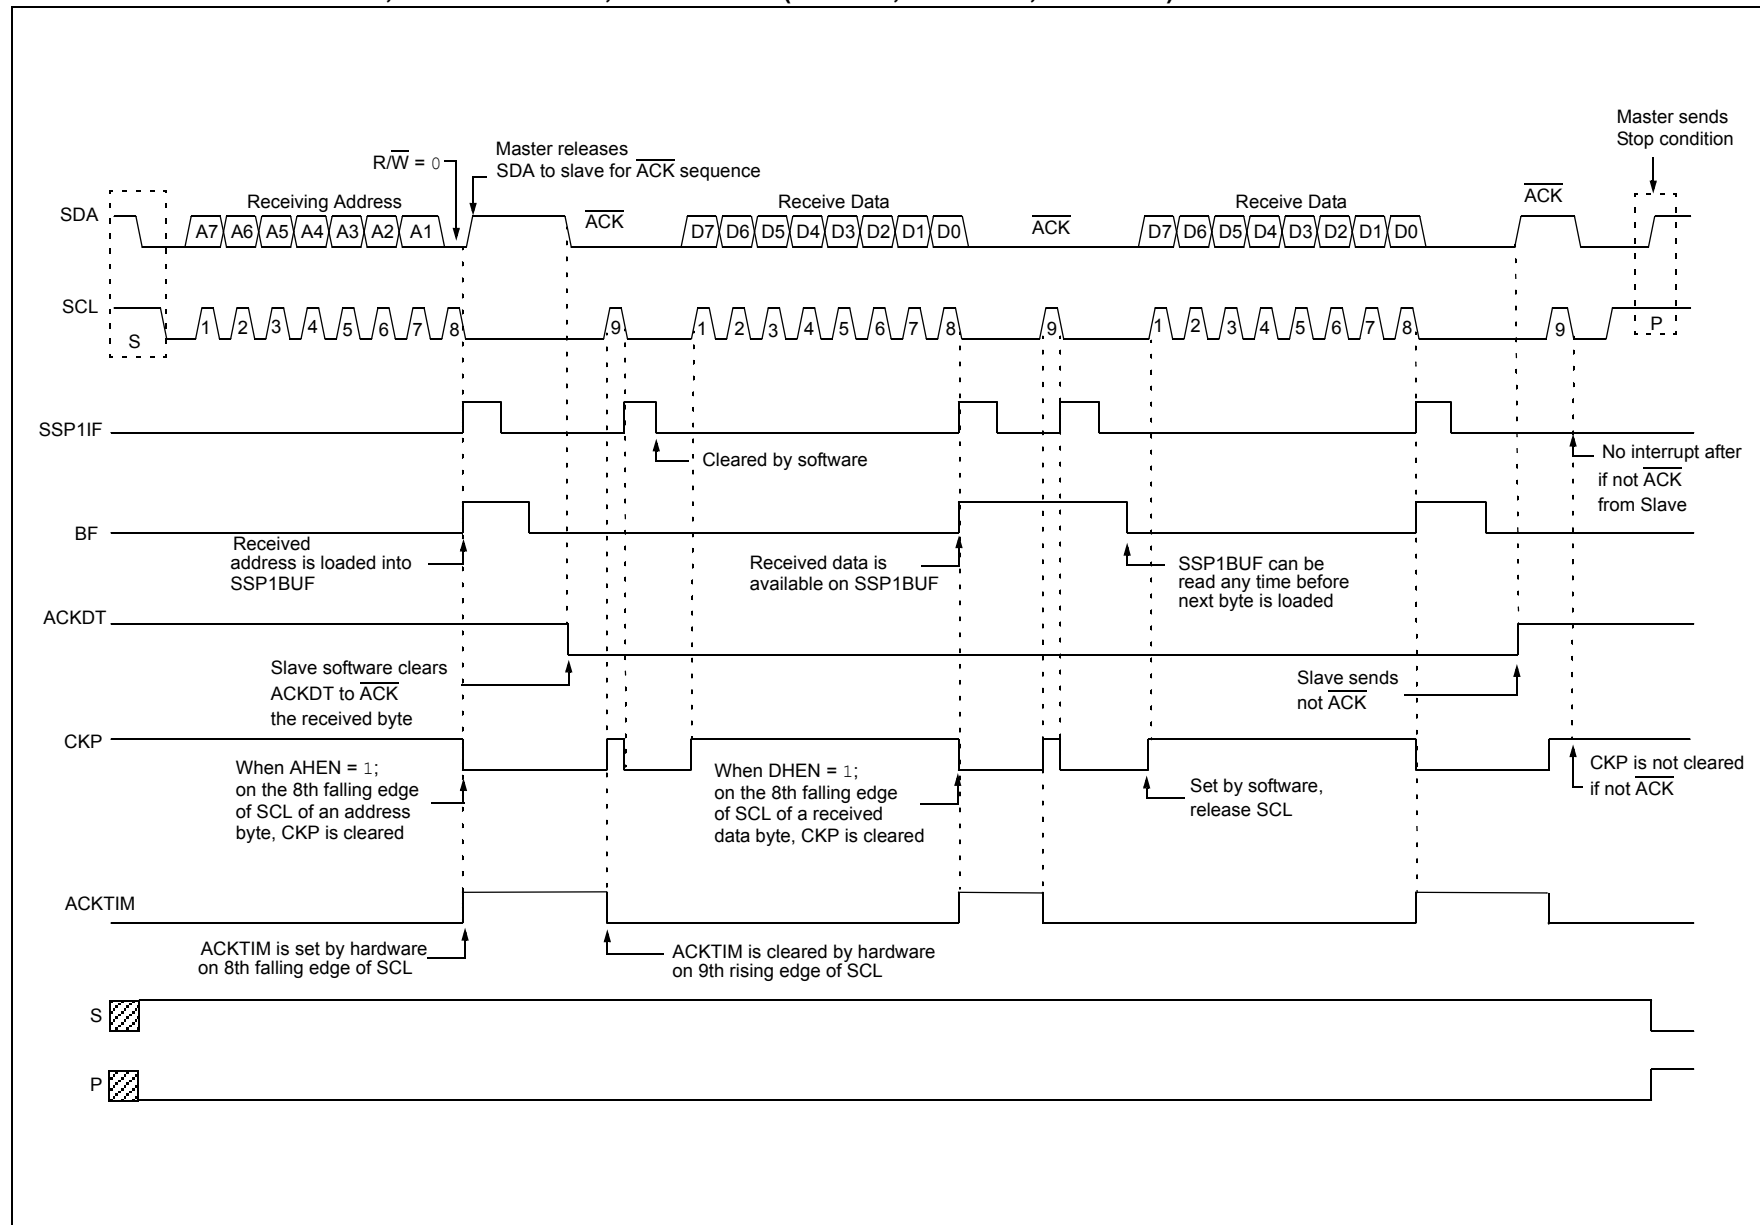 Master sends
Stop condition
R/W = 0
Master releases
SDA to slave for ACK sequence
SDA
Receiving Address
ACK
Receive Data
ACK
Receive Data
ACK
A7 A6 A5 A4 A3 A2 A1
D7 D6 D5 D4 D3 D2 D1 D0
D7 D6 D5 D4 D3 D2 D1 D0
SCL
S
1 2 3 4 5 6 7 8
9
1 2 3 4 5 6 7 8
9
1 2 3 4 5 6 7 8
9
P
SSP1IF
Cleared by software
No interrupt after
if not ACK
from Slave
BF
Received
address is loaded into
SSP1BUF
Received data is
available on SSP1BUF
SSP1BUF can be
read any time before
next byte is loaded
ACKDT
Slave software clears
ACKDT to ACK
the received byte
Slave sends
not ACK
CKP
When AHEN = 1;
on the 8th falling edge
of SCL of an address
byte, CKP is cleared
When DHEN = 1;
on the 8th falling edge
of SCL of a received
data byte, CKP is cleared
Set by software,
release SCL
CKP is not cleared
if not ACK
ACKTIM
ACKTIM is set by hardware
on 8th falling edge of SCL
ACKTIM is cleared by hardware
on 9th rising edge of SCL
S
P